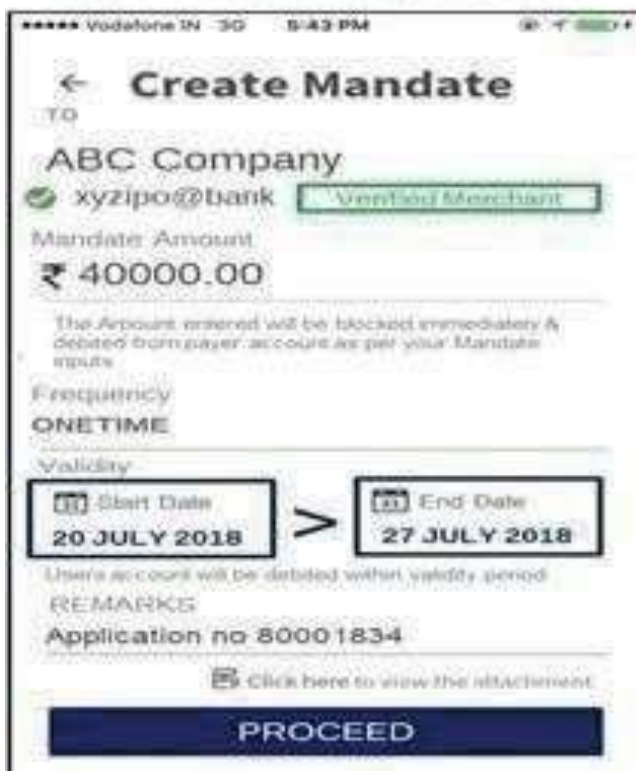 Vodafone IN 3G 5:43 PM
← Create Mandate
TO
ABC Company
xyzipo@bank Verified Merchant
Mandate Amount
₹ 40000.00
The Amount entered will be blocked immediately &
debited from payer account as per your Mandate
inputs
Frequency
ONETIME
Validity
31 Start Date > 31 End Date
20 JULY 2018 27 JULY 2018
Users account will be debited within validity period
REMARKS
Application no 80001834
Click here to view the attachment
PROCEED